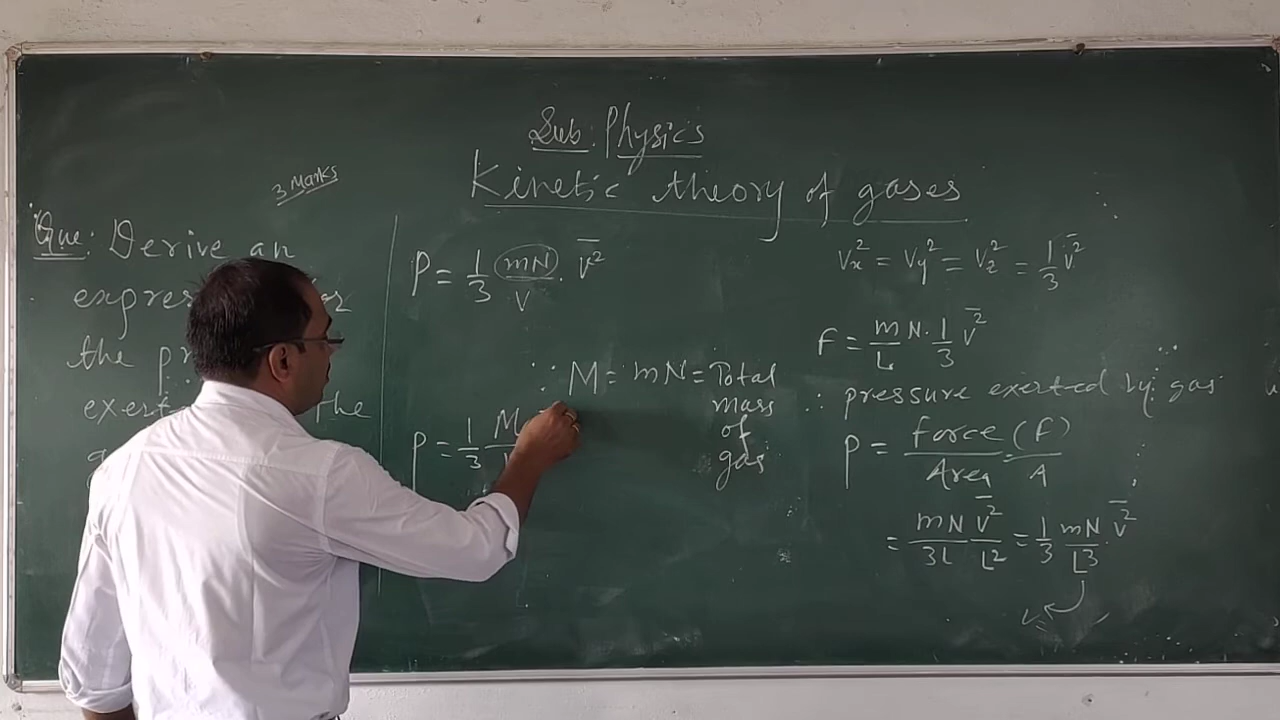 Sub: Physics
Kinetic theory of gases
3 Marks
Que: Derive an
the
exert the
P = 1/3 mN/V . v̅²
∵ M = mN = Total
mass
of
gas
P = 1/3 M
Vx² = Vy² = Vz² = 1/3 v̅²
F = m/L N . 1/3 v̅²
∴ pressure exerted by gas
P = force/Area = (F)/A
= mN/3L v̅²/L² = 1/3 mN/L³ . v̅²